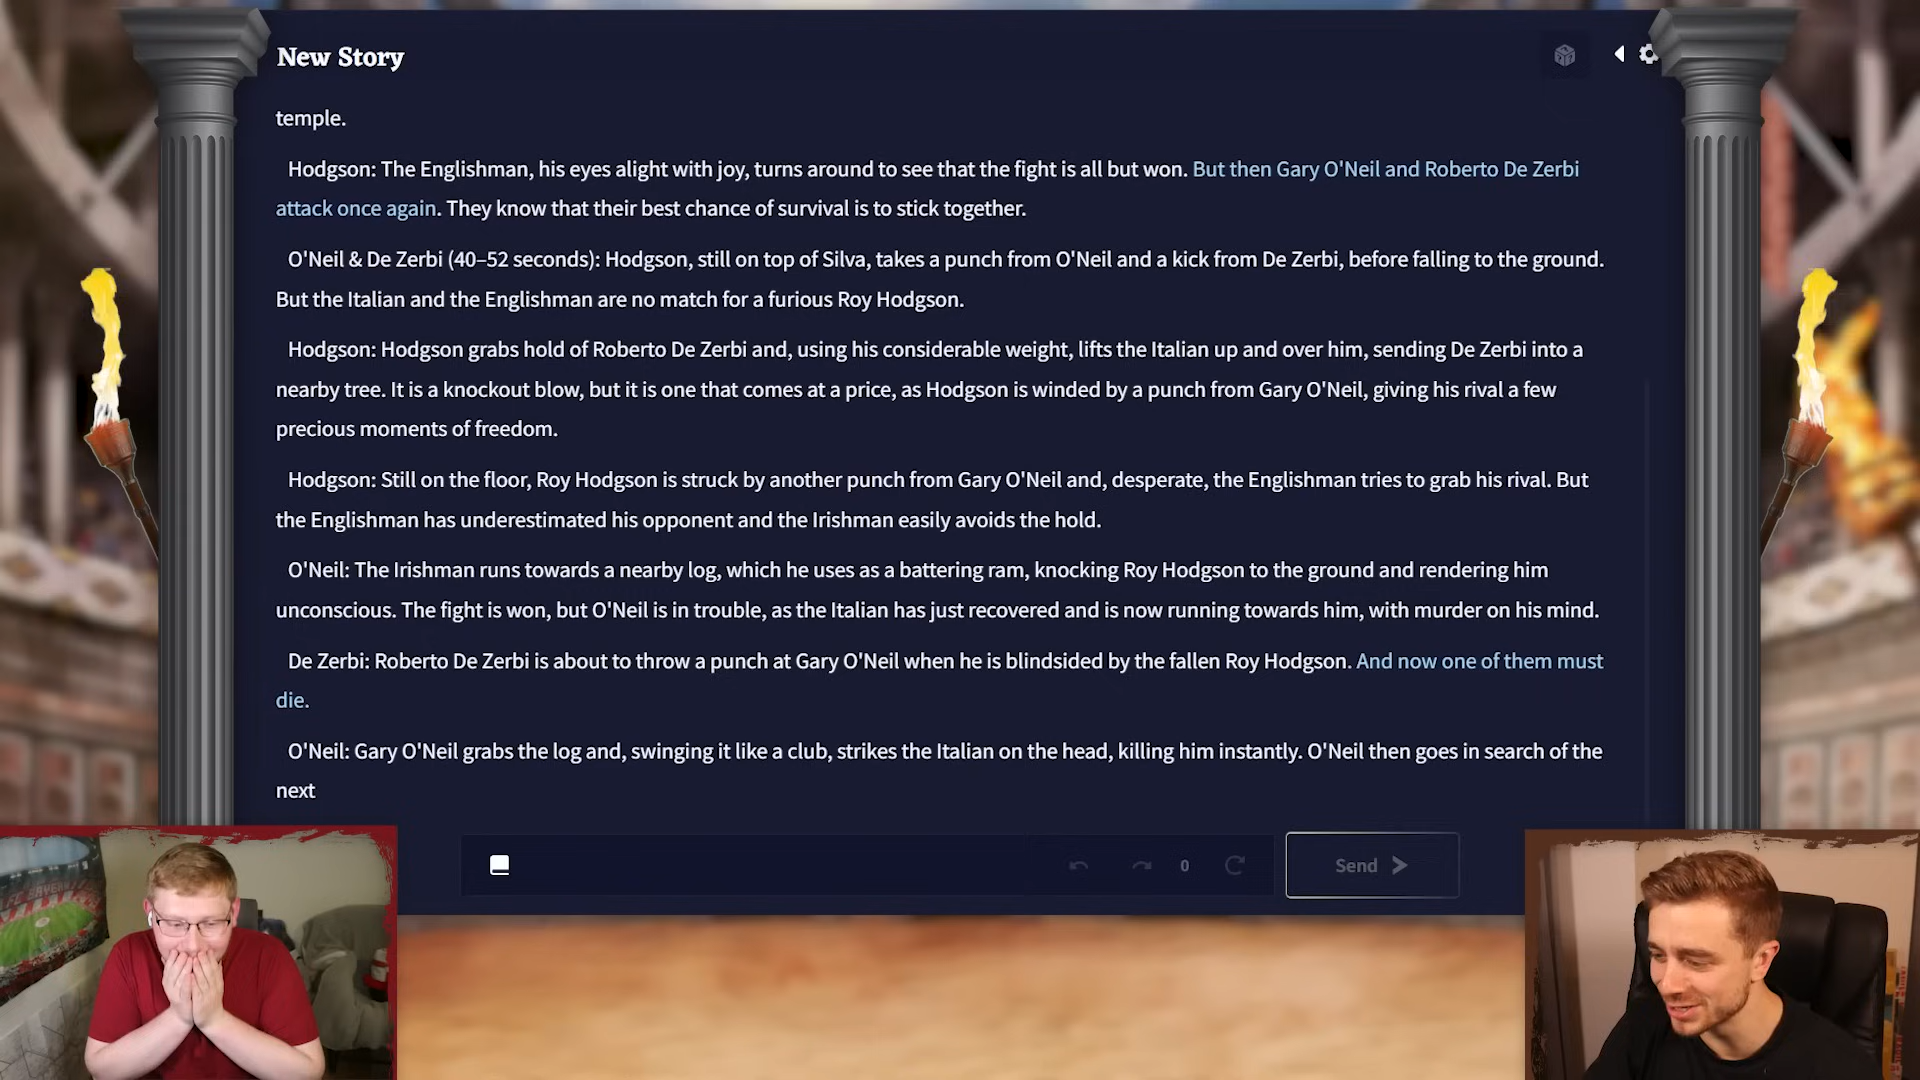 New Story
temple.
Hodgson: The Englishman, his eyes alight with joy, turns around to see that the fight is all but won. But then Gary O'Neil and Roberto De Zerbi
attack once again. They know that their best chance of survival is to stick together.
O'Neil & De Zerbi (40–52 seconds): Hodgson, still on top of Silva, takes a punch from O'Neil and a kick from De Zerbi, before falling to the ground.
But the Italian and the Englishman are no match for a furious Roy Hodgson.
Hodgson: Hodgson grabs hold of Roberto De Zerbi and, using his considerable weight, lifts the Italian up and over him, sending De Zerbi into a
nearby tree. It is a knockout blow, but it is one that comes at a price, as Hodgson is winded by a punch from Gary O'Neil, giving his rival a few
precious moments of freedom.
Hodgson: Still on the floor, Roy Hodgson is struck by another punch from Gary O'Neil and, desperate, the Englishman tries to grab his rival. But
the Englishman has underestimated his opponent and the Irishman easily avoids the hold.
O'Neil: The Irishman runs towards a nearby log, which he uses as a battering ram, knocking Roy Hodgson to the ground and rendering him
unconscious. The fight is won, but O'Neil is in trouble, as the Italian has just recovered and is now running towards him, with murder on his mind.
De Zerbi: Roberto De Zerbi is about to throw a punch at Gary O'Neil when he is blindsided by the fallen Roy Hodgson. And now one of them must
die.
O'Neil: Gary O'Neil grabs the log and, swinging it like a club, strikes the Italian on the head, killing him instantly. O'Neil then goes in search of the
next
0
Send